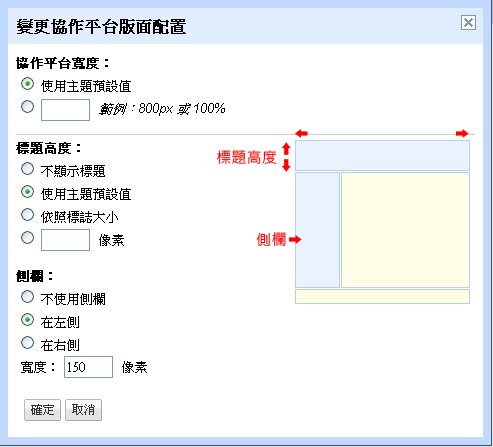 變更協作平台版面配置
協作平台寬度：
使用主題預設值
範例：800px 或 100%
標題高度：
不顯示標題
使用主題預設值
依照標誌大小
像素
標題高度
側欄
側欄：
不使用側欄
在左側
在右側
寬度： 150 像素
確定 取消